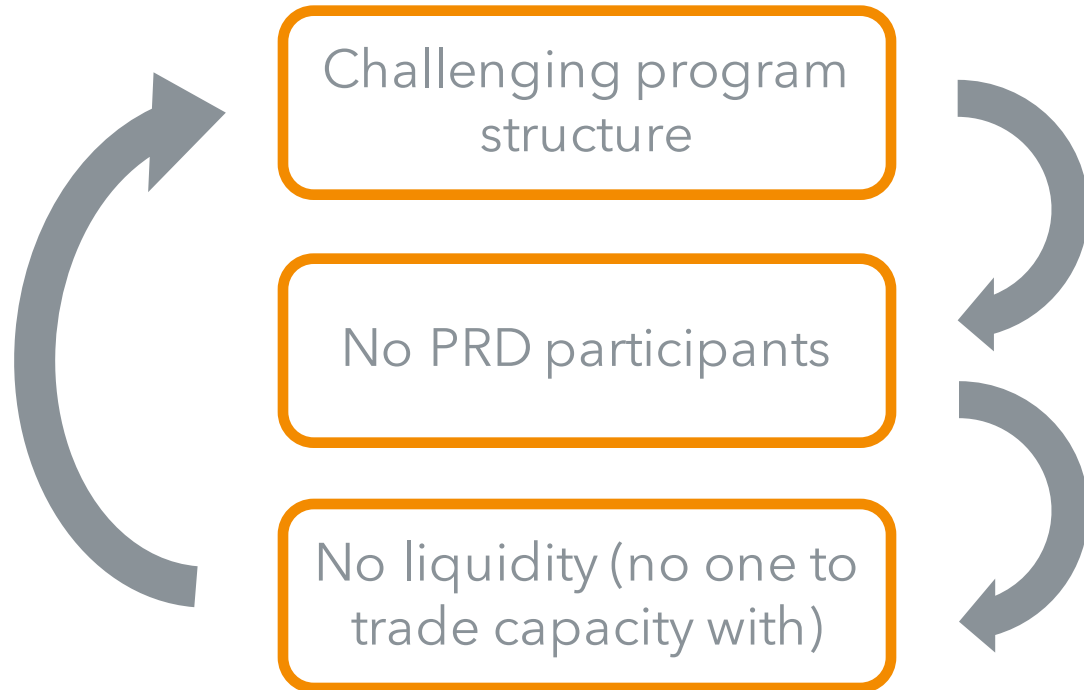 Challenging program
structure
No PRD participants
No liquidity (no one to
trade capacity with)